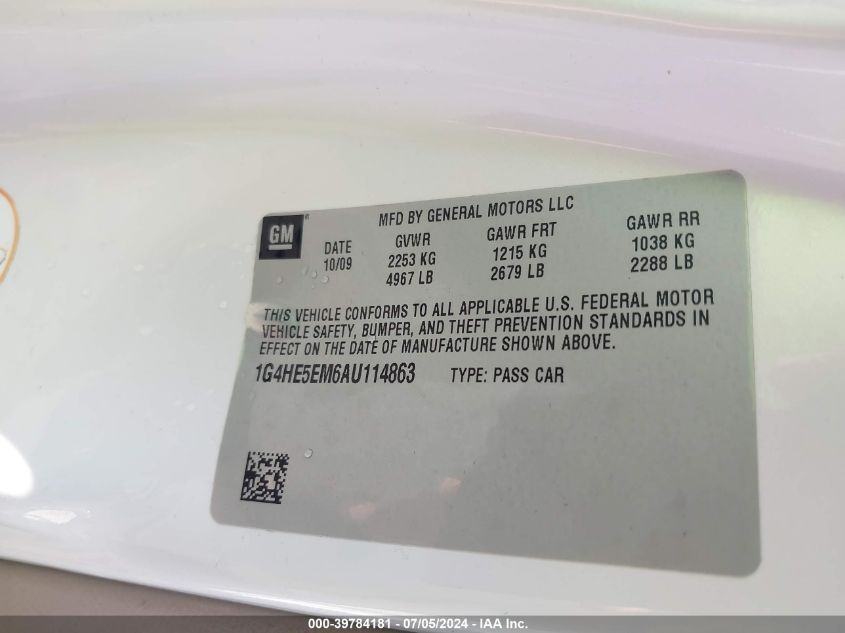 MFD BY GENERAL MOTORS LLC
GM
DATE GVWR GAWR FRT GAWR RR
10/09 2253 KG 1215 KG 1038 KG
4967 LB 2679 LB 2288 LB
THIS VEHICLE CONFORMS TO ALL APPLICABLE U.S. FEDERAL MOTOR
VEHICLE SAFETY, BUMPER, AND THEFT PREVENTION STANDARDS IN
EFFECT ON THE DATE OF MANUFACTURE SHOWN ABOVE.
1G4HE5EM6AU114863 TYPE: PASS CAR
000-39784181 - 07/05/2024 - IAA Inc.